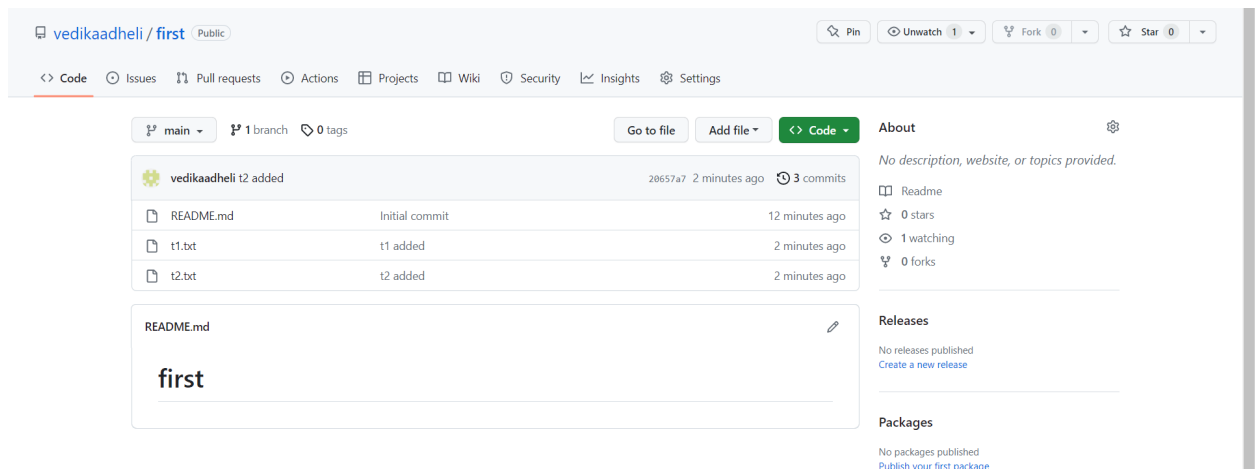 vedikaadheli / first Public
Pin
Unwatch 1
Fork 0
Star 0
<> Code Issues Pull requests Actions Projects Wiki Security Insights Settings
main 1 branch 0 tags
Go to file Add file <> Code
vedikaadheli t2 added 20657a7 2 minutes ago 3 commits
README.md Initial commit 12 minutes ago
t1.txt t1 added 2 minutes ago
t2.txt t2 added 2 minutes ago
README.md
first
About
No description, website, or topics provided.
Readme
0 stars
1 watching
0 forks
Releases
No releases published
Create a new release
Packages
No packages published
Publish your first package